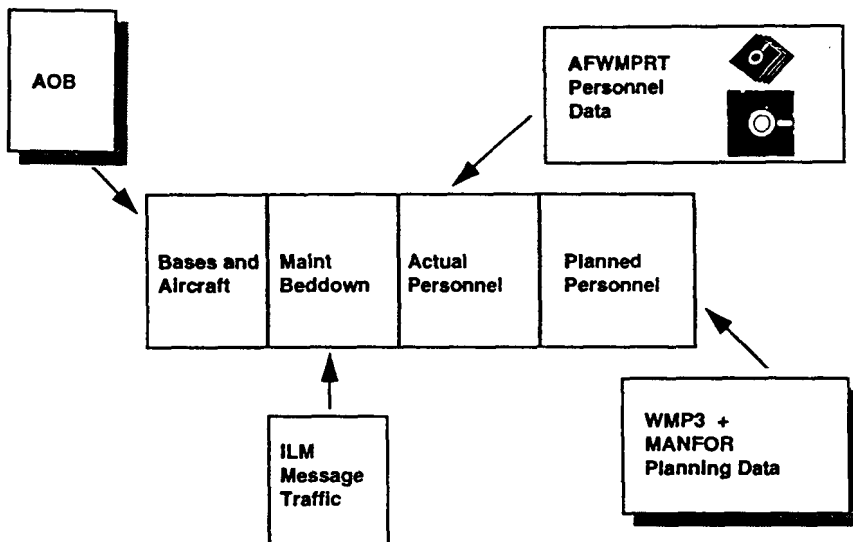 AOB
AFWMPRT
Personnel
Data
Bases and
Aircraft
Maint
Beddown
Actual
Personnel
Planned
Personnel
ILM
Message
Traffic
WMP3 +
MANFOR
Planning Data